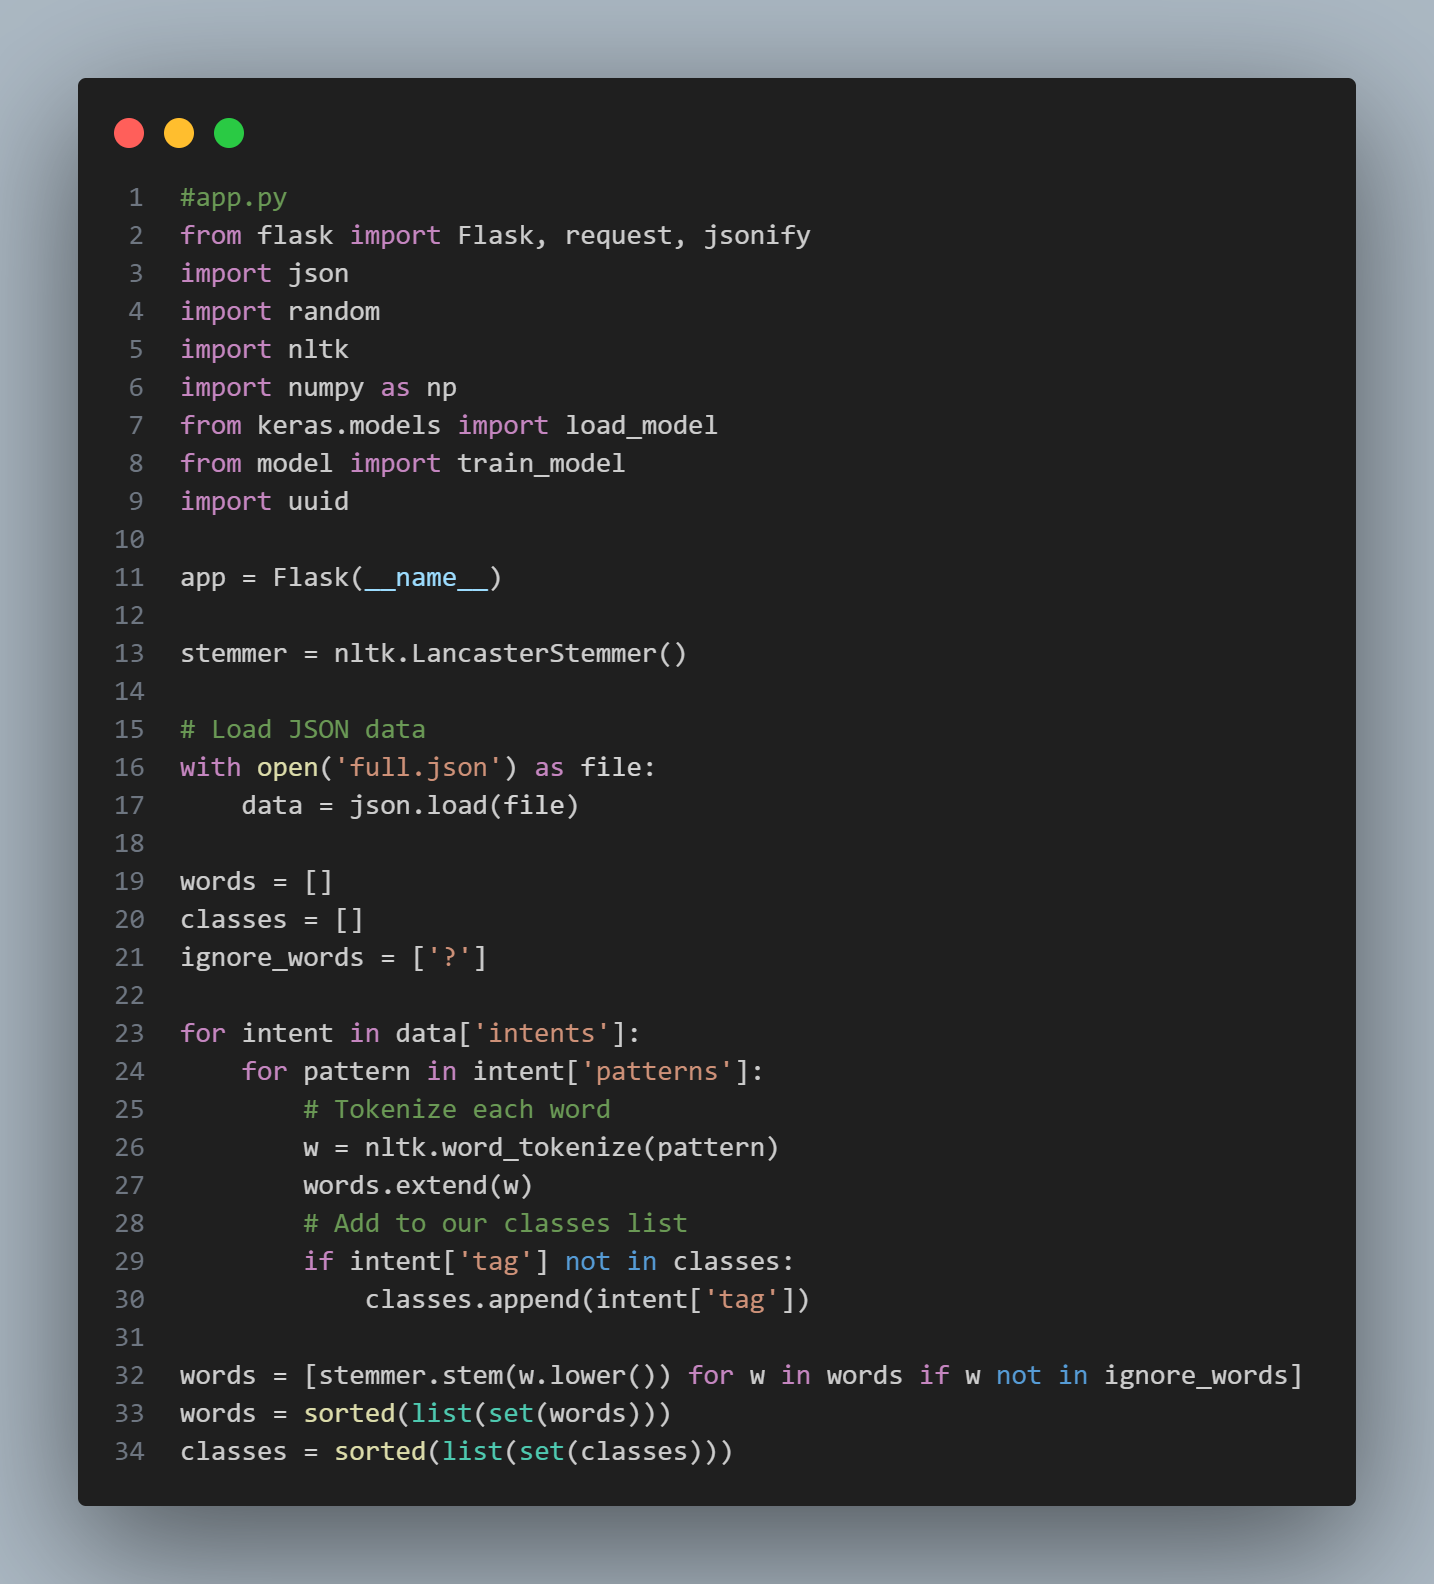 1 #app.py
2 from flask import Flask, request, jsonify
3 import json
4 import random
5 import nltk
6 import numpy as np
7 from keras.models import load_model
8 from model import train_model
9 import uuid
10
11 app = Flask(__name__)
12
13 stemmer = nltk.LancasterStemmer()
14
15 # Load JSON data
16 with open('full.json') as file:
17     data = json.load(file)
18
19 words = []
20 classes = []
21 ignore_words = ['?']
22
23 for intent in data['intents']:
24     for pattern in intent['patterns']:
25         # Tokenize each word
26         w = nltk.word_tokenize(pattern)
27         words.extend(w)
28         # Add to our classes list
29         if intent['tag'] not in classes:
30             classes.append(intent['tag'])
31
32 words = [stemmer.stem(w.lower()) for w in words if w not in ignore_words]
33 words = sorted(list(set(words)))
34 classes = sorted(list(set(classes)))